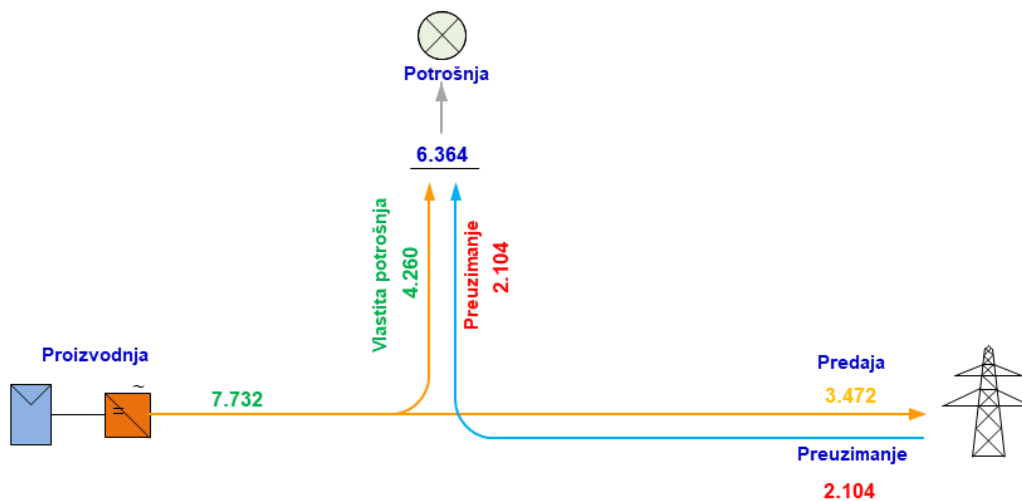 Potrošnja
6.364
Vlastita potrošnja
4.260
Preuzimanje
2.104
Proizvodnja
~
=
7.732
Predaja
3.472
Preuzimanje
2.104